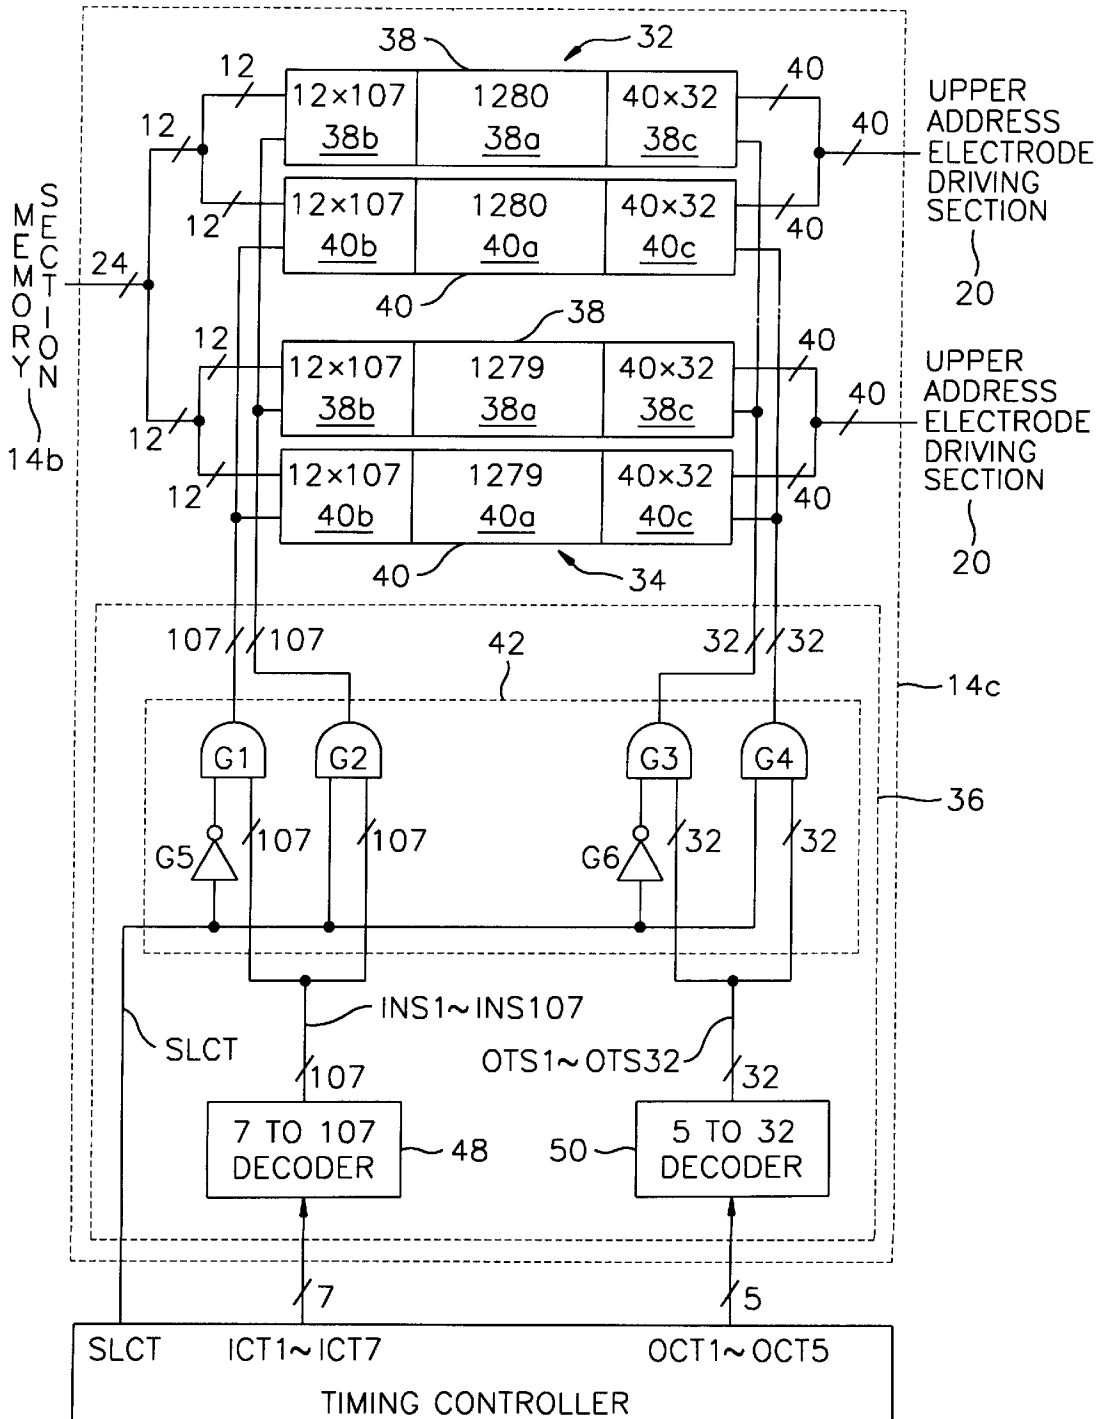 38
32
12
12×107
1280
40×32
40
38b
38a
38c
12
40
UPPER
ADDRESS
ELECTRODE
DRIVING
SECTION
20
12
12×107
1280
40×32
40
40b
40a
40c
40
MEMORY
SECTION
14b
24
38
12
12×107
1279
40×32
40
38b
38a
38c
12
40
UPPER
ADDRESS
ELECTRODE
DRIVING
SECTION
20
12
12×107
1279
40×32
40
40b
40a
40c
40
34
107
107
42
32
32
14c
G1
G2
G3
G4
36
G5
107
107
G6
32
32
INS1~INS107
SLCT
OTS1~OTS32
107
32
7 TO 107
DECODER
48
50
5 TO 32
DECODER
7
5
SLCT
ICT1~ICT7
OCT1~OCT5
TIMING CONTROLLER